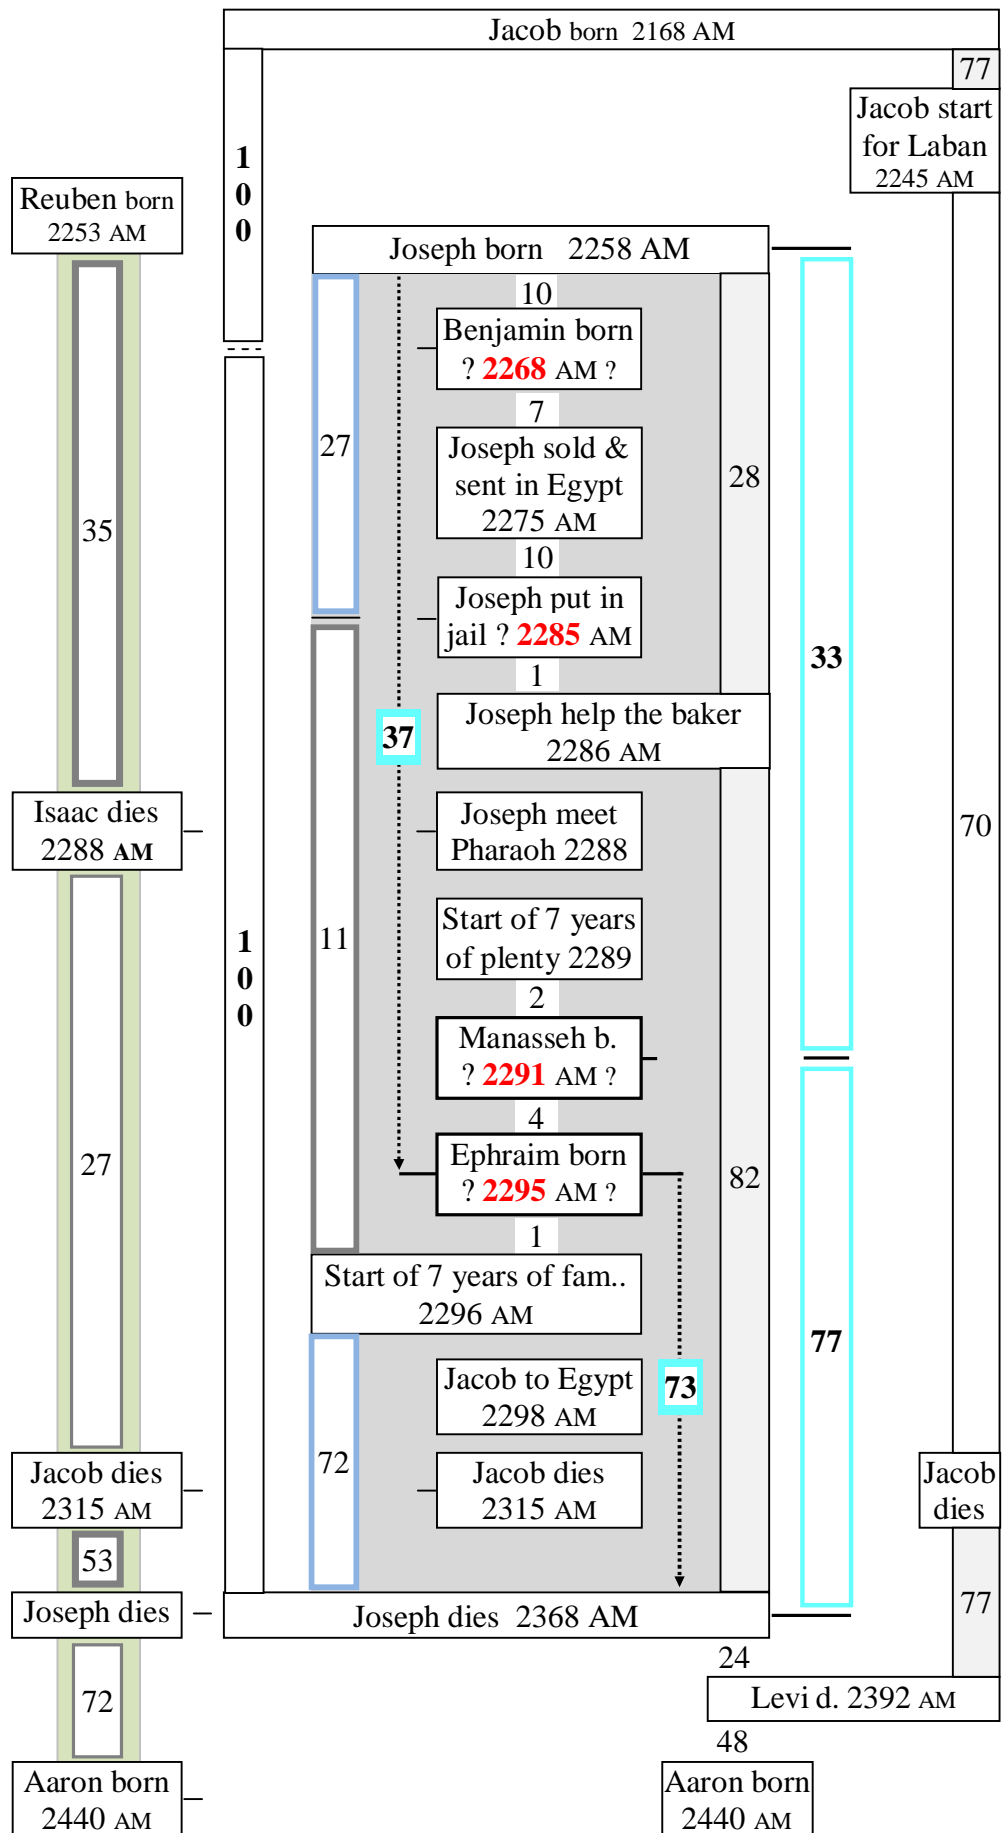 Jacob born 2168 AM
77
Jacob start
for Laban
2245 AM
1
0
0
Reuben born
2253 AM
Joseph born 2258 AM
10
Benjamin born
? 2268 AM ?
7
27
Joseph sold &
sent in Egypt
2275 AM
28
35
10
Joseph put in
jail ? 2285 AM
33
1
Joseph help the baker
2286 AM
37
Isaac dies
2288 AM
Joseph meet
Pharaoh 2288
70
Start of 7 years
of plenty 2289
11
1
0
0
2
Manasseh b.
? 2291 AM ?
4
Ephraim born
? 2295 AM ?
27
82
1
Start of 7 years of fam..
2296 AM
77
Jacob to Egypt
2298 AM
73
72
Jacob dies
2315 AM
Jacob dies
2315 AM
Jacob
dies
53
Joseph dies
Joseph dies 2368 AM
77
24
72
Levi d. 2392 AM
48
Aaron born
2440 AM
Aaron born
2440 AM